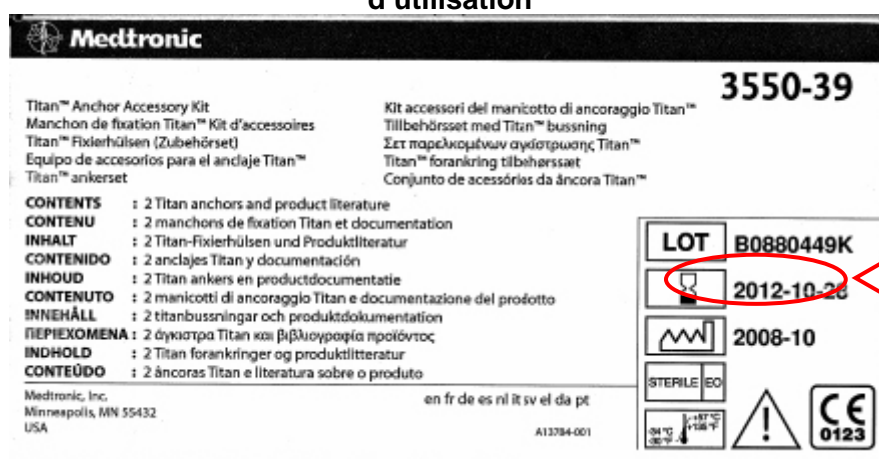 d'utilisation
Medtronic
3550-39
Titan™ Anchor Accessory Kit
Manchon de fixation Titan™ Kit d'accessoires
Titan™ Fixierhülsen (Zubehörset)
Equipo de accesorios para el anclaje Titan™
Titan™ ankerset
Kit accessori del manicotto di ancoraggio Titan™
Tillbehörsset med Titan™ bussning
Σετ παρελκομένων αγκίστρωσης Titan™
Titan™ forankring tilbehørssæt
Conjunto de acessórios da âncora Titan™
CONTENTS : 2 Titan anchors and product literature
CONTENU : 2 manchons de fixation Titan et documentation
INHALT : 2 Titan-Fixierhülsen und Produktliteratur
CONTENIDO : 2 anclajes Titan y documentación
INHOUD : 2 Titan ankers en productdocumentatie
CONTENUTO : 2 manicotti di ancoraggio Titan e documentazione del prodotto
INNEHÅLL : 2 titanbussningar och produktdokumentation
ΠΕΡΙΕΧΟΜΕΝΑ : 2 άγκιστρα Titan και βιβλιογραφία προϊόντος
INDHOLD : 2 Titan forankringer og produktlitteratur
CONTEÚDO : 2 âncoras Titan e literatura sobre o produto
Medtronic, Inc.
Minneapolis, MN 55432
USA
en fr de es nl it sv el da pt
A13784-001
LOT B0880449K
2012-10-28
2008-10
STERILE EO
-34 °C
-30 °F
+57 °C
+135 °F
CE
0123